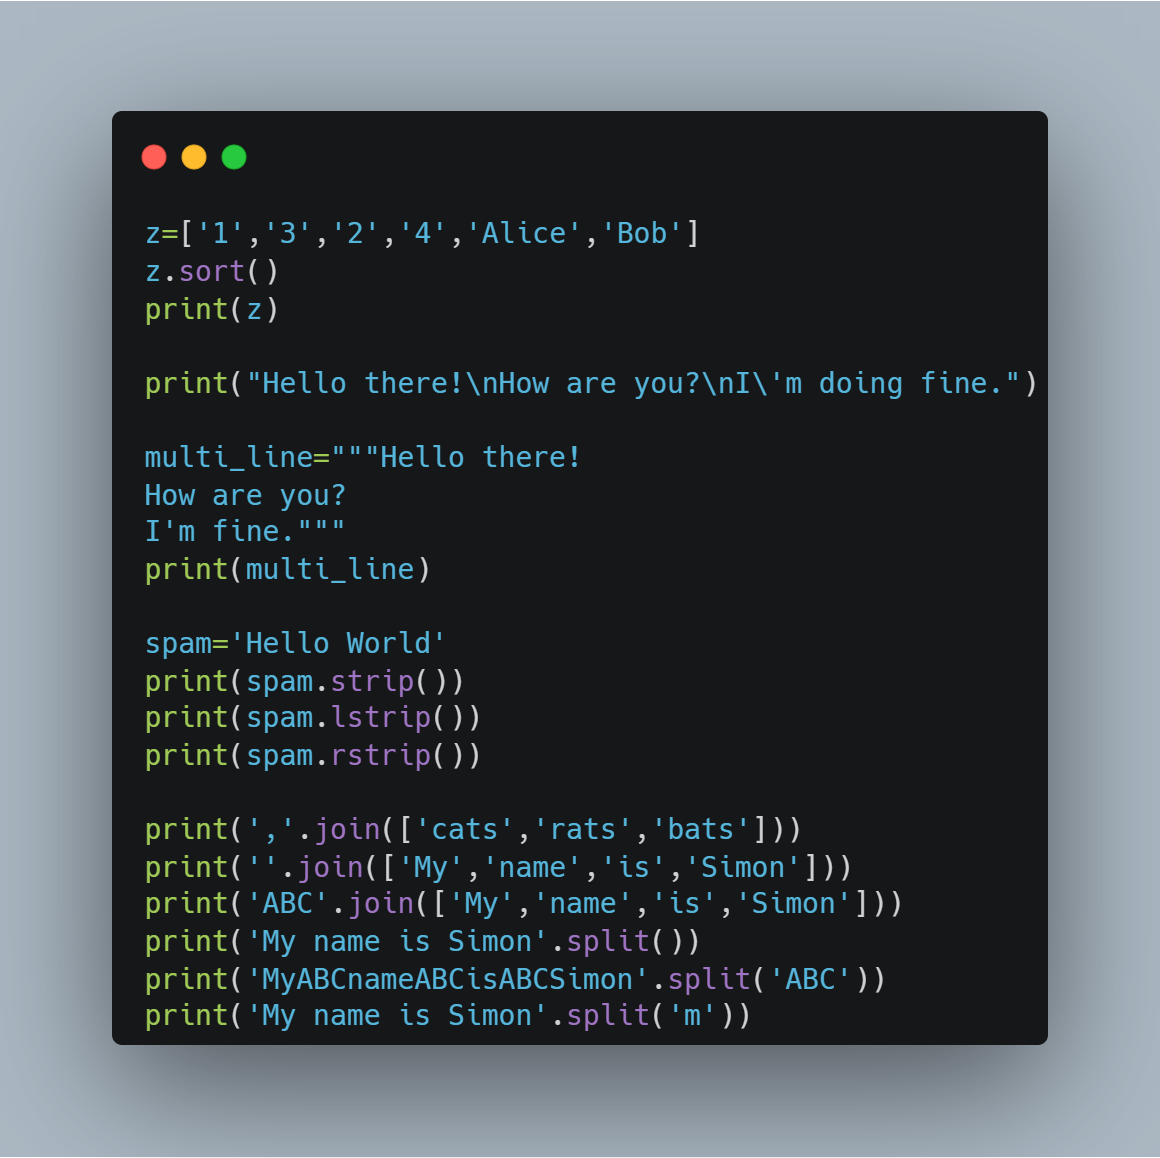 z=['1','3','2','4','Alice','Bob']
z.sort()
print(z)
print("Hello there!\nHow are you?\nI\'m doing fine.")
multi_line="""Hello there!
How are you?
I'm fine."""
print(multi_line)
spam='Hello World'
print(spam.strip())
print(spam.lstrip())
print(spam.rstrip())
print(','.join(['cats','rats','bats']))
print(''.join(['My','name','is','Simon']))
print('ABC'.join(['My','name','is','Simon']))
print('My name is Simon'.split())
print('MyABCnameABCisABCSimon'.split('ABC'))
print('My name is Simon'.split('m'))